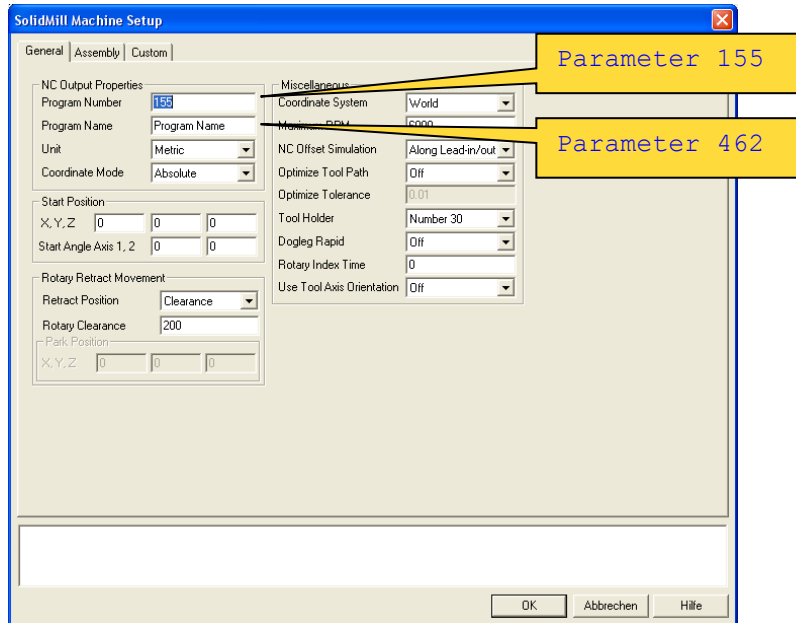 SolidMill Machine Setup
General Assembly Custom
Parameter 155
NC Output Properties
Program Number 155
Program Name Program Name
Unit Metric
Coordinate Mode Absolute
Start Position
X, Y, Z 0 0 0
Start Angle Axis 1, 2 0 0
Rotary Retract Movement
Retract Position Clearance
Rotary Clearance 200
Park Position
X, Y, Z 0 0 0
Miscellaneous
Coordinate System World
Maximum RPM 6000
NC Offset Simulation Along Lead-in/out
Optimize Tool Path Off
Optimize Tolerance 0.01
Tool Holder Number 30
Dogleg Rapid Off
Rotary Index Time 0
Use Tool Axis Orientation Off
Parameter 462
OK Abbrechen Hilfe